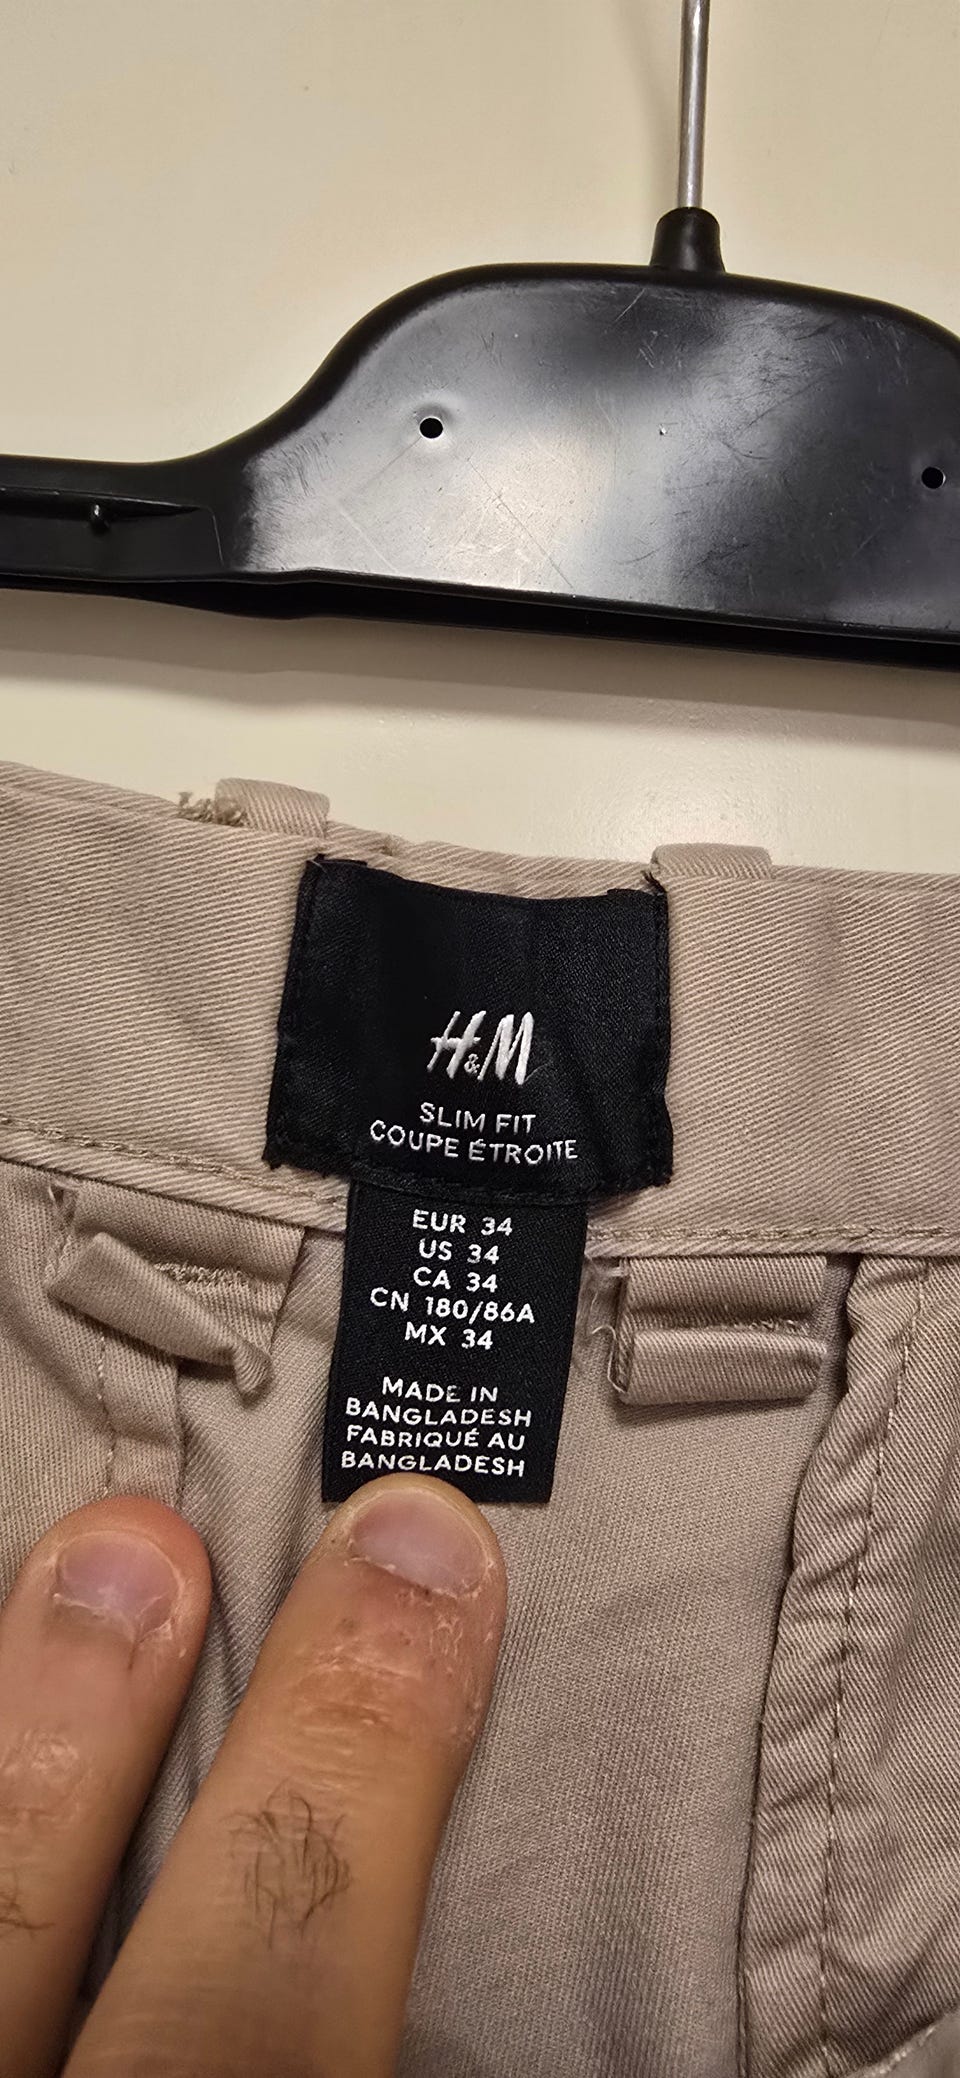 H&M
SLIM FIT
COUPE ÉTROITE
EUR 34
US 34
CA 34
CN 180/86A
MX 34
MADE IN
BANGLADESH
FABRIQUÉ AU
BANGLADESH